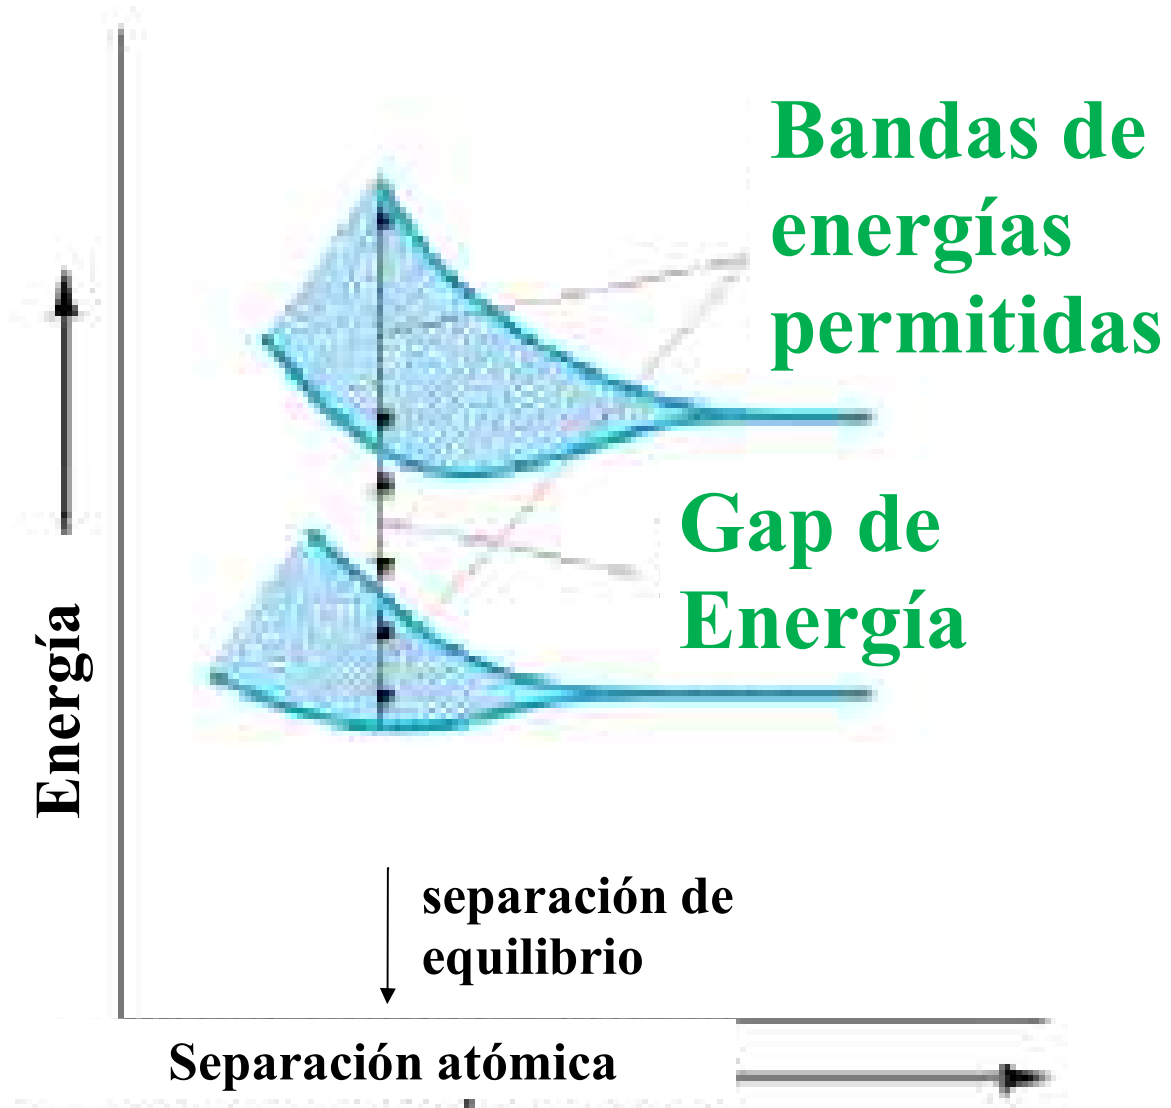 Bandas de
energías
permitidas
Gap de
Energía
Energía
separación de
equilibrio
Separación atómica